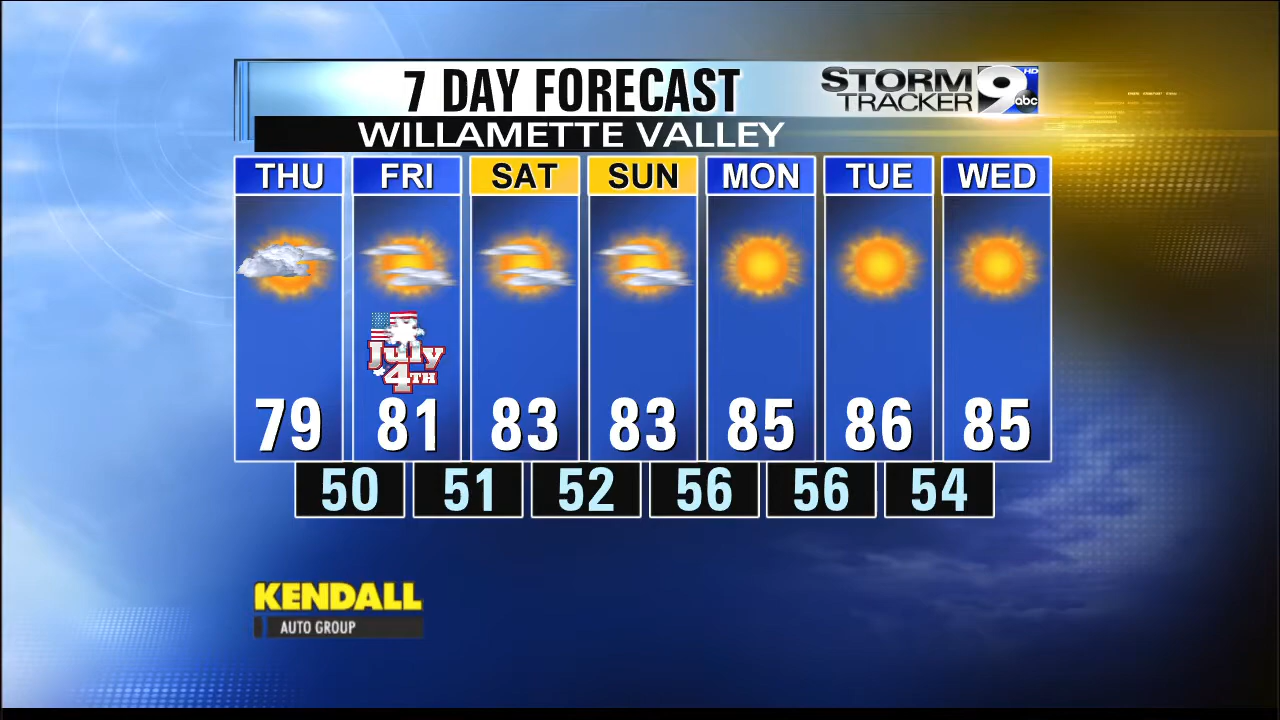 7 DAY FORECAST
STORM TRACKER 9 HD abc
WILLAMETTE VALLEY
THU FRI SAT SUN MON TUE WED
July 4TH
79 81 83 83 85 86 85
50 51 52 56 56 54
KENDALL
AUTO GROUP